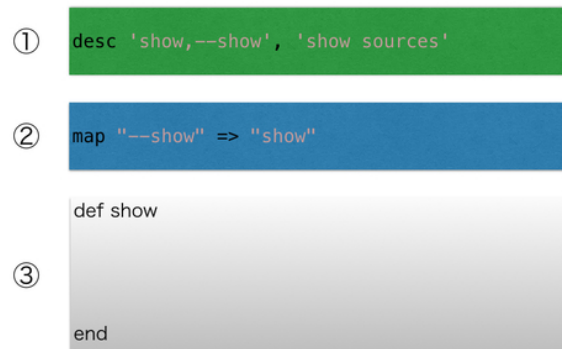 ① desc 'show,--show', 'show sources'
② map "--show" => "show"
def show
③
end